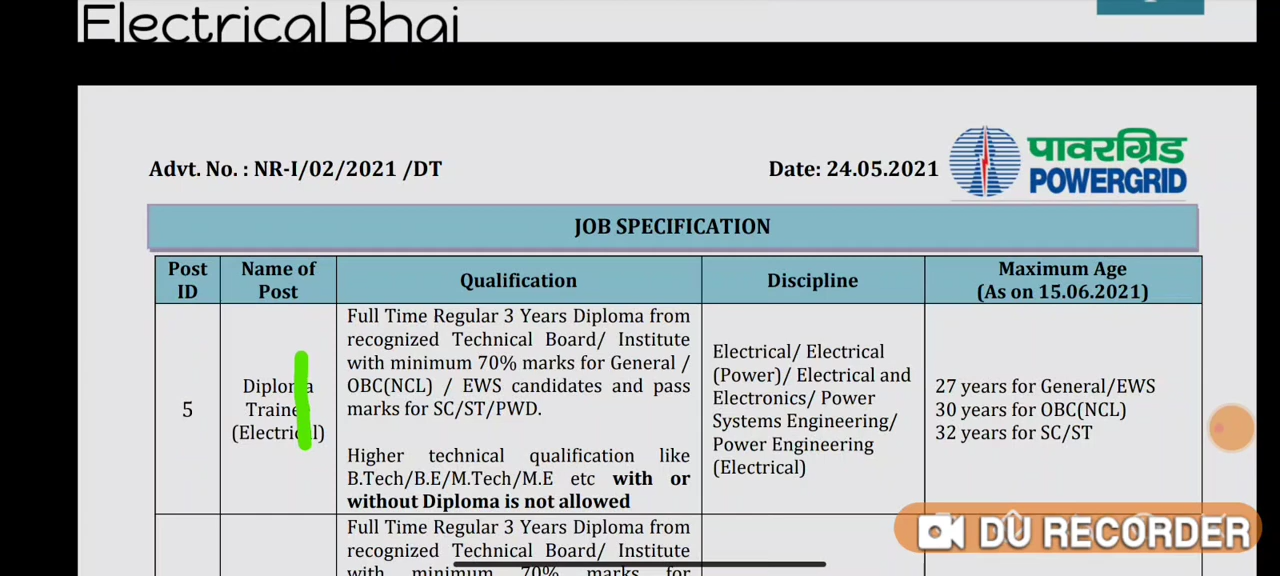 Electrical Bhai
Advt. No. : NR-I/02/2021 /DT
Date: 24.05.2021
पावरग्रिड
POWERGRID
JOB SPECIFICATION
Post ID
Name of Post
Qualification
Discipline
Maximum Age
(As on 15.06.2021)
5
Diploma
Trainee
(Electrical)
Full Time Regular 3 Years Diploma from
recognized Technical Board/ Institute
with minimum 70% marks for General /
OBC(NCL) / EWS candidates and pass
marks for SC/ST/PWD.
Higher technical qualification like
B.Tech/B.E/M.Tech/M.E etc with or
without Diploma is not allowed
Electrical/ Electrical
(Power)/ Electrical and
Electronics/ Power
Systems Engineering/
Power Engineering
(Electrical)
27 years for General/EWS
30 years for OBC(NCL)
32 years for SC/ST
Full Time Regular 3 Years Diploma from
recognized Technical Board/ Institute
with minimum 70% marks for
DU RECORDER